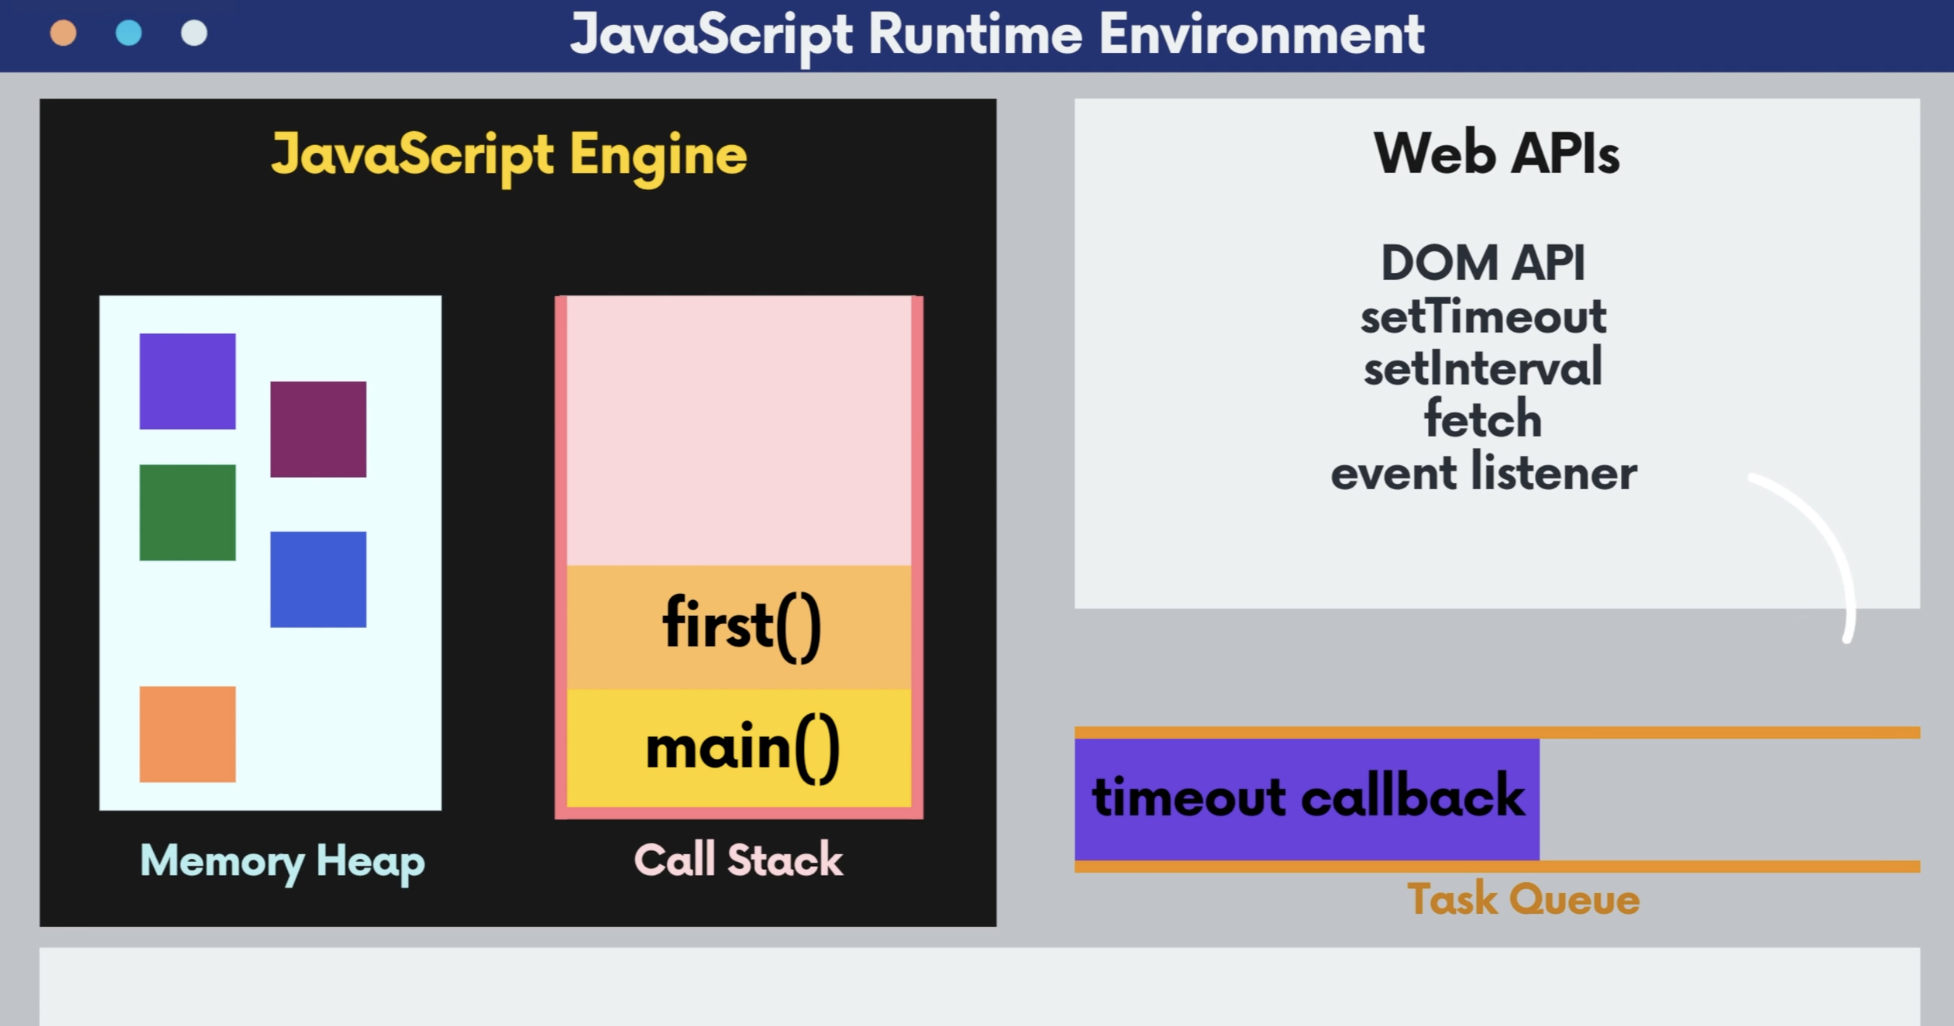 JavaScript Runtime Environment
JavaScript Engine
first()
main()
Memory Heap
Call Stack
Web APIs
DOM API
setTimeout
setInterval
fetch
event listener
timeout callback
Task Queue